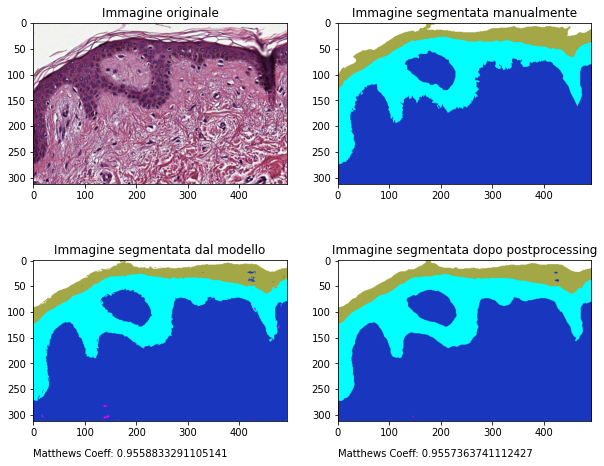 Immagine originale
Immagine segmentata manualmente
0
50
100
150
200
250
300
0 100 200 300 400
0
50
100
150
200
250
300
0 100 200 300 400
Immagine segmentata dal modello
Immagine segmentata dopo postprocessing
0
50
100
150
200
250
300
0 100 200 300 400
0
50
100
150
200
250
300
0 100 200 300 400
Matthews Coeff: 0.9558833291105141
Matthews Coeff: 0.9557363741112427